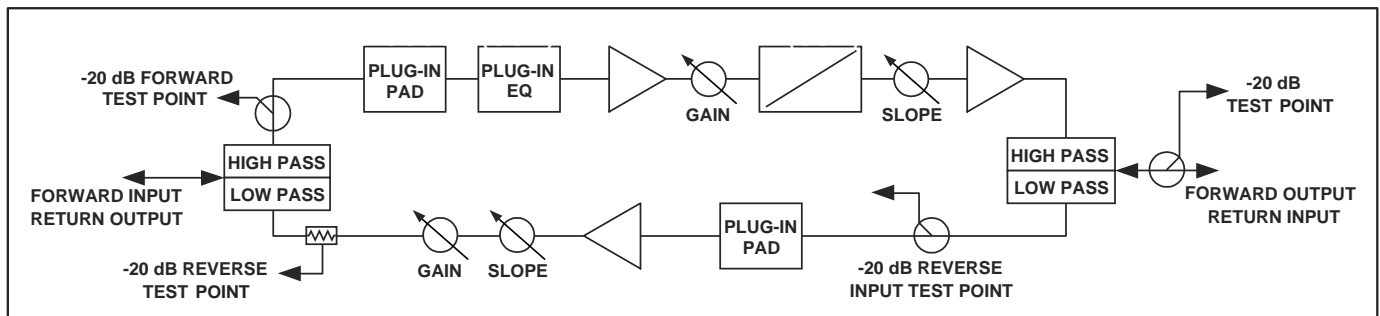 -20 dB FORWARD
TEST POINT
PLUG-IN
PAD
PLUG-IN
EQ
GAIN
SLOPE
-20 dB
TEST POINT
HIGH PASS
LOW PASS
FORWARD INPUT
RETURN OUTPUT
HIGH PASS
LOW PASS
FORWARD OUTPUT
RETURN INPUT
-20 dB REVERSE
TEST POINT
GAIN
SLOPE
PLUG-IN
PAD
-20 dB REVERSE
INPUT TEST POINT